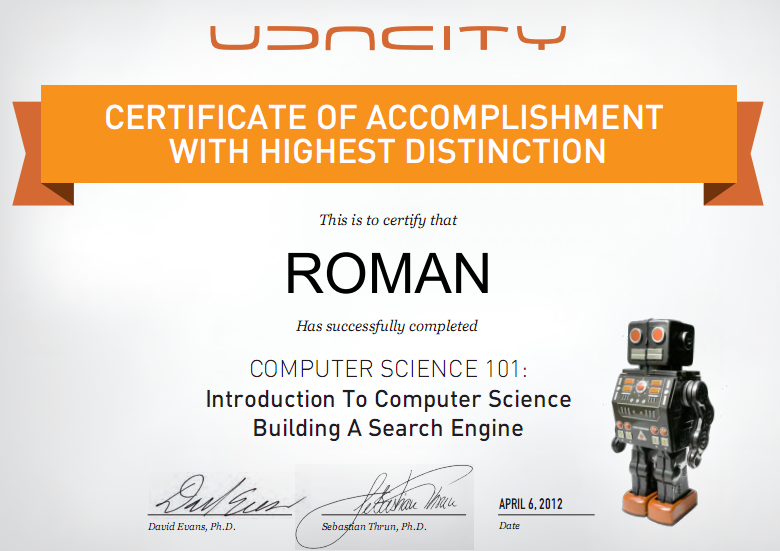 UDACITY
CERTIFICATE OF ACCOMPLISHMENT
WITH HIGHEST DISTINCTION
This is to certify that
ROMAN
Has successfully completed
COMPUTER SCIENCE 101:
Introduction To Computer Science
Building A Search Engine
APRIL 6, 2012
David Evans, Ph.D.
Sebastian Thrun, Ph.D.
Date